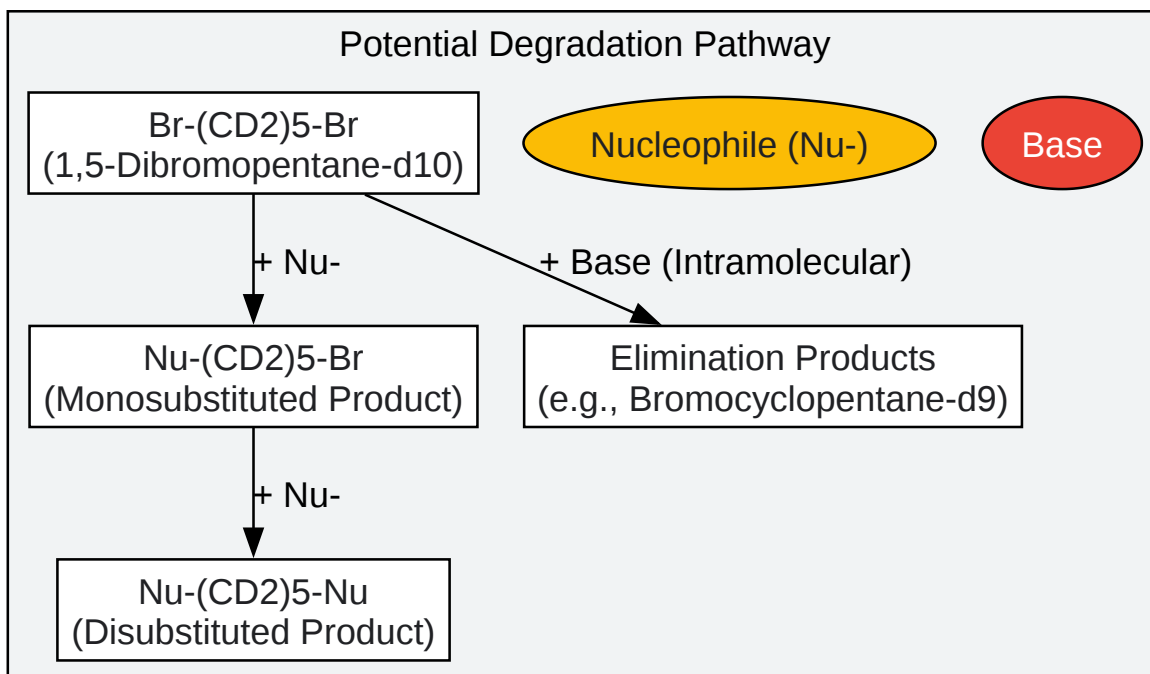 Potential Degradation Pathway
Br-(CD2)5-Br
(1,5-Dibromopentane-d10)
Nucleophile (Nu-)
Base
+ Nu-
+ Base (Intramolecular)
Nu-(CD2)5-Br
(Monosubstituted Product)
Elimination Products
(e.g., Bromocyclopentane-d9)
+ Nu-
Nu-(CD2)5-Nu
(Disubstituted Product)